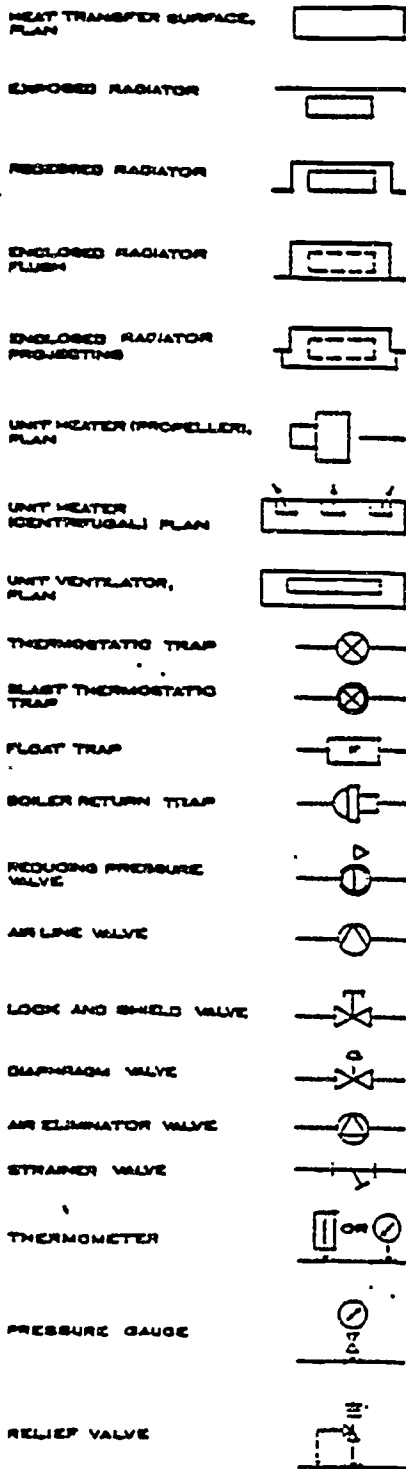 HEAT TRANSFER SURFACE,
PLAN
EXPOSED RADIATOR
RECESSED RADIATOR
ENCLOSED RADIATOR
FLUSH
ENCLOSED RADIATOR
PROJECTING
UNIT HEATER (PROPELLER),
PLAN
UNIT HEATER
(CENTRIFUGAL) PLAN
UNIT VENTILATOR,
PLAN
THERMOSTATIC TRAP
BLAST THERMOSTATIC
TRAP
FLOAT TRAP
BOILER RETURN TRAP
REDUCING PRESSURE
VALVE
AIR LINE VALVE
LOCK AND SHIELD VALVE
DIAPHRAGM VALVE
AIR ELIMINATOR VALVE
STRAINER VALVE
THERMOMETER OR
PRESSURE GAUGE
RELIEF VALVE